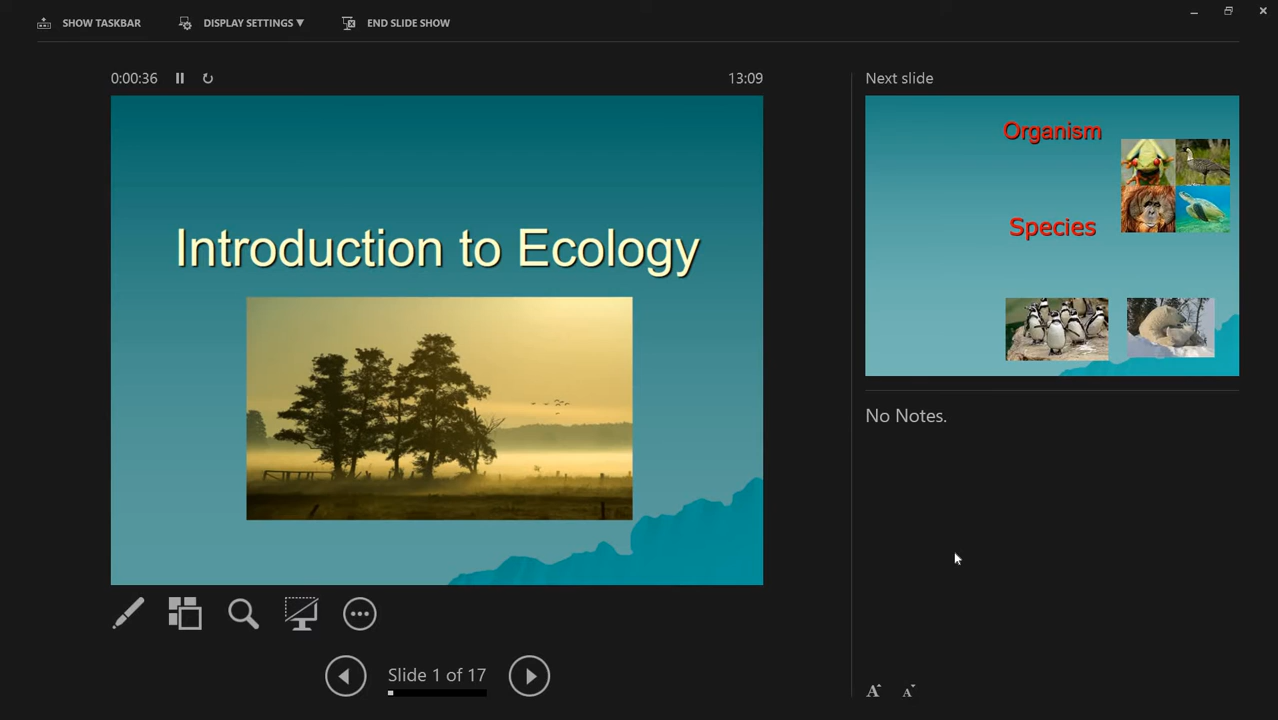 SHOW TASKBAR
DISPLAY SETTINGS ▼
END SLIDE SHOW
0:00:36
13:09
Next slide
Introduction to Ecology
Organism
Species
No Notes.
Slide 1 of 17
A
A